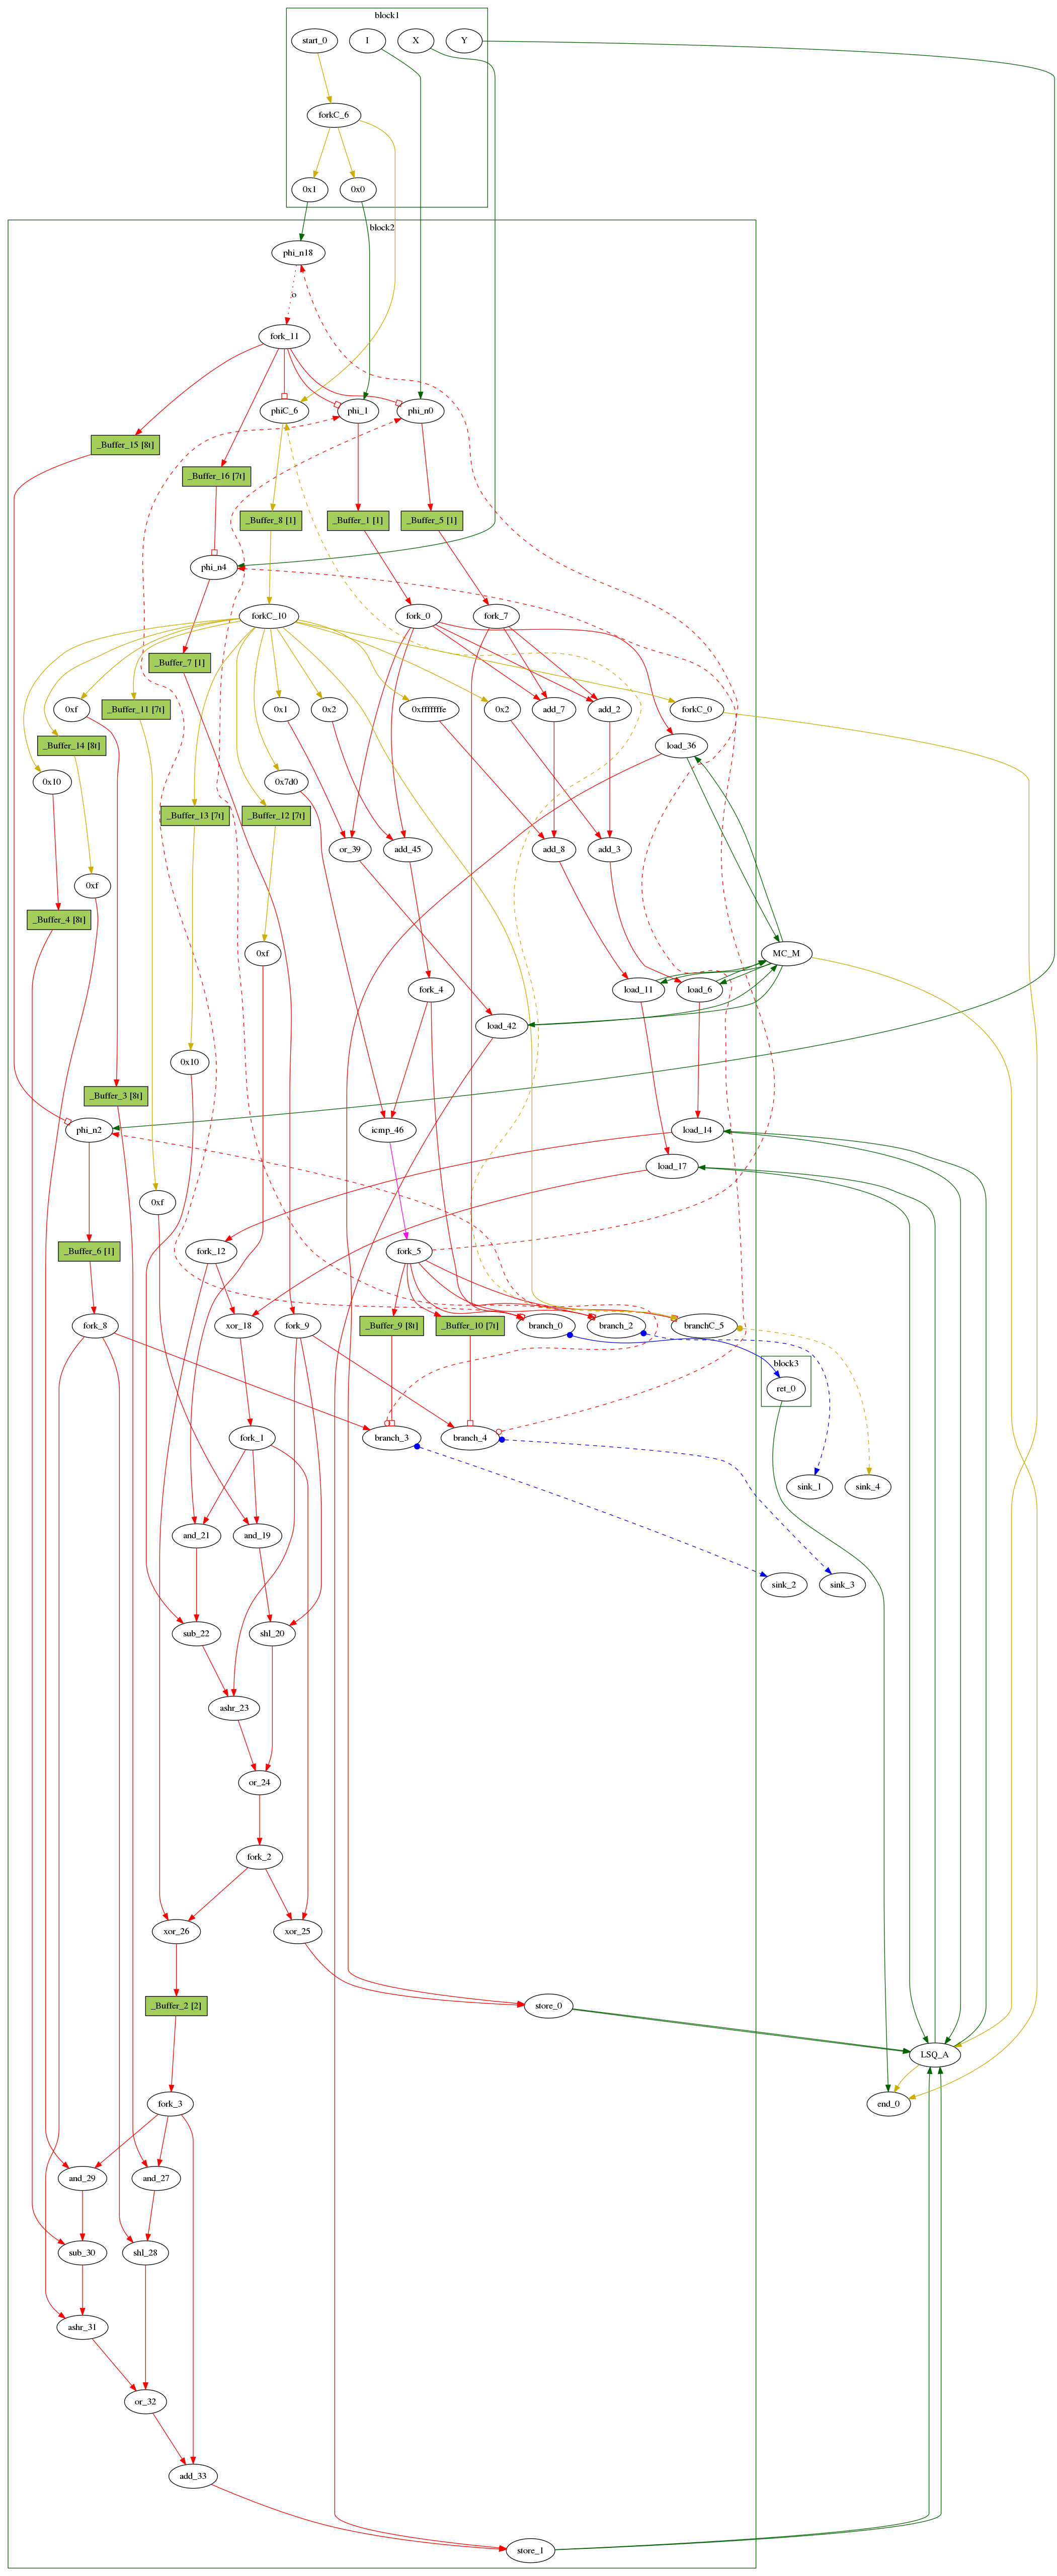 block1
start_0 I X Y
forkC_6
0x1 0x0
block2
phi_n18
o
fork_11
phiC_6 phi_1 phi_n0
_Buffer_15 [8t]
_Buffer_16 [7t]
_Buffer_8 [1] _Buffer_1 [1] _Buffer_5 [1]
phi_n4
forkC_10 fork_0 fork_7
_Buffer_7 [1]
0xf _Buffer_11 [7t] 0x1 0x2 0xfffffffe 0x2 add_7 add_2 forkC_0
_Buffer_14 [8t] load_36
0x10 0x7d0
_Buffer_13 [7t] _Buffer_12 [7t]
or_39 add_45 add_8 add_3
0xf
_Buffer_4 [8t]
0xf MC_M
fork_4 load_11 load_6
load_42
0x10
_Buffer_3 [8t]
phi_n2 icmp_46 load_14
load_17
0xf
_Buffer_6 [1] fork_12 fork_5
fork_8 xor_18 fork_9 _Buffer_9 [8t] _Buffer_10 [7t] branch_0 branch_2 branchC_5
block3
ret_0
fork_1 branch_3 branch_4
sink_1 sink_4
and_21 and_19
sink_2 sink_3
sub_22 shl_20
ashr_23
or_24
fork_2
xor_26 xor_25
_Buffer_2 [2] store_0
LSQ_A
fork_3 end_0
and_29 and_27
sub_30 shl_28
ashr_31
or_32
add_33
store_1